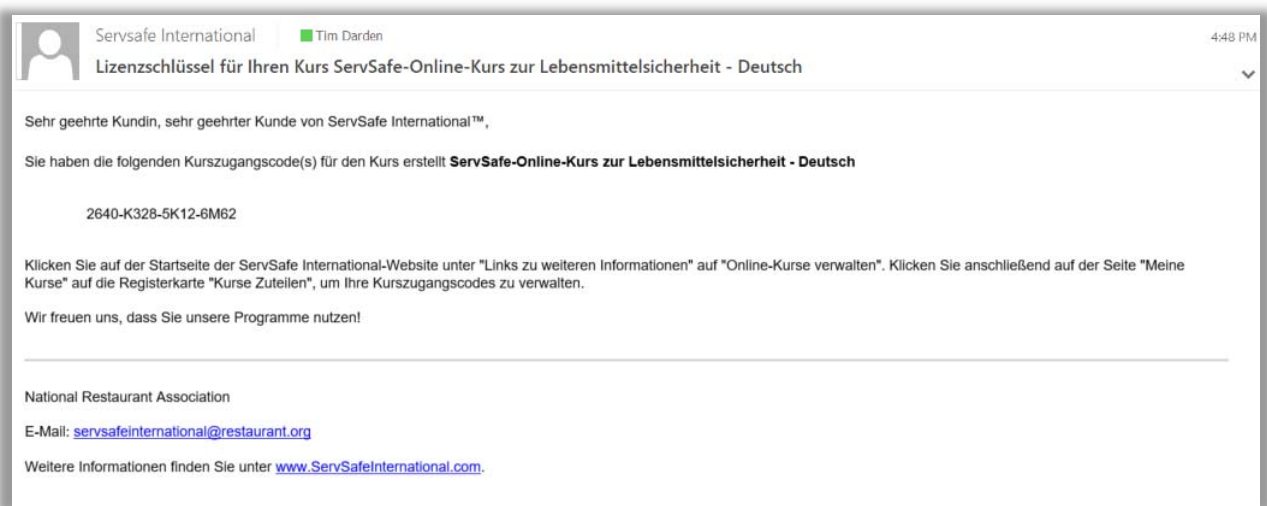 Servsafe International Tim Darden 4:48 PM
Lizenzschlüssel für Ihren Kurs ServSafe-Online-Kurs zur Lebensmittelsicherheit - Deutsch
Sehr geehrte Kundin, sehr geehrter Kunde von ServSafe International™,
Sie haben die folgenden Kurszugangscode(s) für den Kurs erstellt ServSafe-Online-Kurs zur Lebensmittelsicherheit - Deutsch
2640-K328-5K12-6M62
Klicken Sie auf der Startseite der ServSafe International-Website unter "Links zu weiteren Informationen" auf "Online-Kurse verwalten". Klicken Sie anschließend auf der Seite "Meine
Kurse" auf die Registerkarte "Kurse Zuteilen", um Ihre Kurszugangscodes zu verwalten.
Wir freuen uns, dass Sie unsere Programme nutzen!
National Restaurant Association
E-Mail: servsafeinternational@restaurant.org
Weitere Informationen finden Sie unter www.ServSafeInternational.com.